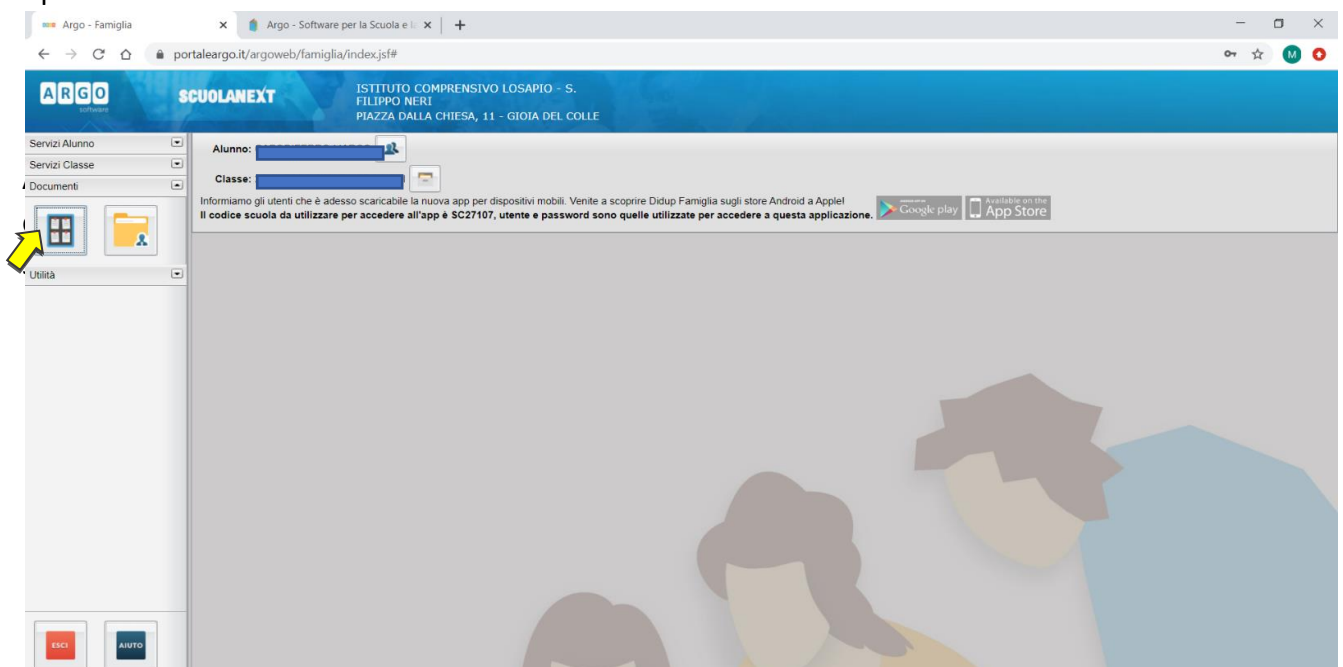 Argo - Famiglia
Argo - Software per la Scuola e
portaleargo.it/argoweb/famiglia/index.jsf#
M
ARGO
software
SCUOLANEXT
ISTITUTO COMPRENSIVO LOSAPIO - S.
FILIPPO NERI
PIAZZA DALLA CHIESA, 11 - GIOIA DEL COLLE
Servizi Alunno
Servizi Classe
Documenti
Utilità
Alunno:
Classe:
Informiamo gli utenti che è adesso scaricabile la nuova app per dispositivi mobili. Venite a scoprire Didup Famiglia sugli store Android a Apple!
Il codice scuola da utilizzare per accedere all'app è SC27107, utente e password sono quelle utilizzate per accedere a questa applicazione.
Google play
Available on the
App Store
ESCI
AIUTO